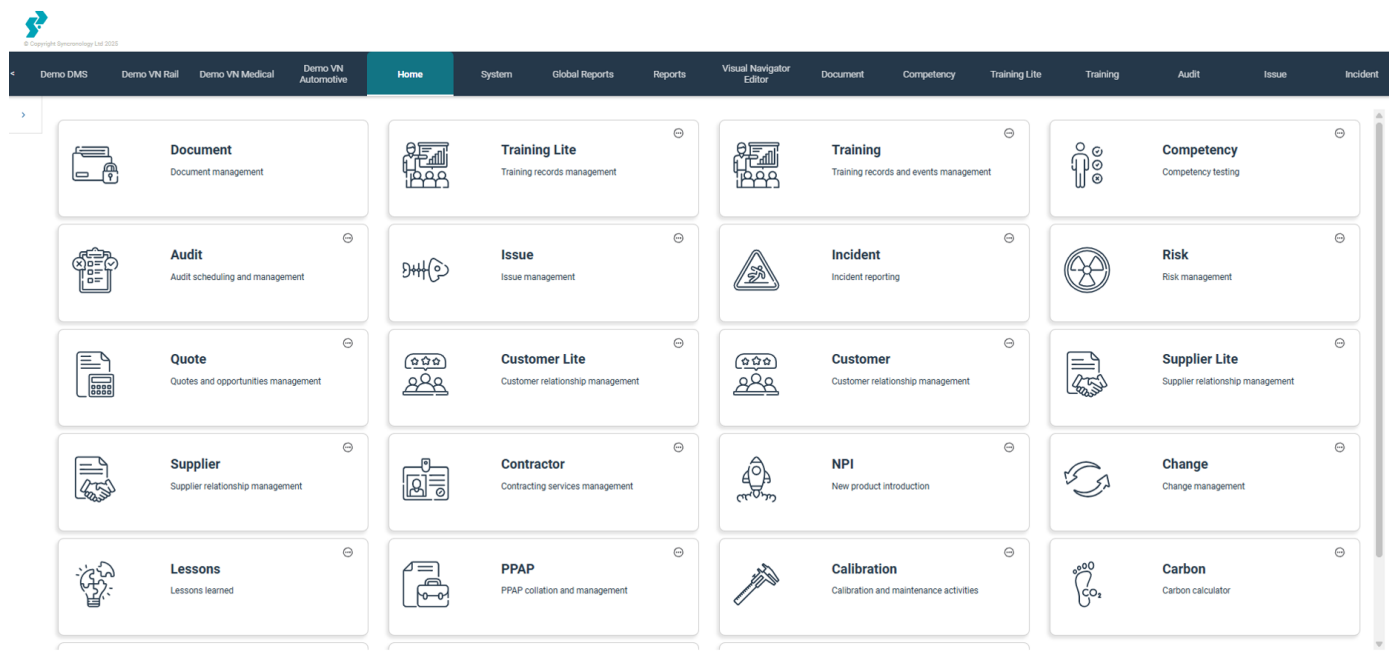 © Copyright Syncronology Ltd 2025
< Demo DMS Demo VN Rail Demo VN Medical Demo VN Automotive Home System Global Reports Reports Visual Navigator Editor Document Competency Training Lite Training Audit Issue Incident
>
Document
Document management
Training Lite
Training records management
Training
Training records and events management
Competency
Competency testing
Audit
Audit scheduling and management
Issue
Issue management
Incident
Incident reporting
Risk
Risk management
Quote
Quotes and opportunities management
Customer Lite
Customer relationship management
Customer
Customer relationship management
Supplier Lite
Supplier relationship management
Supplier
Supplier relationship management
Contractor
Contracting services management
NPI
New product introduction
Change
Change management
Lessons
Lessons learned
PPAP
PPAP collation and management
Calibration
Calibration and maintenance activities
CO₂
Carbon
Carbon calculator